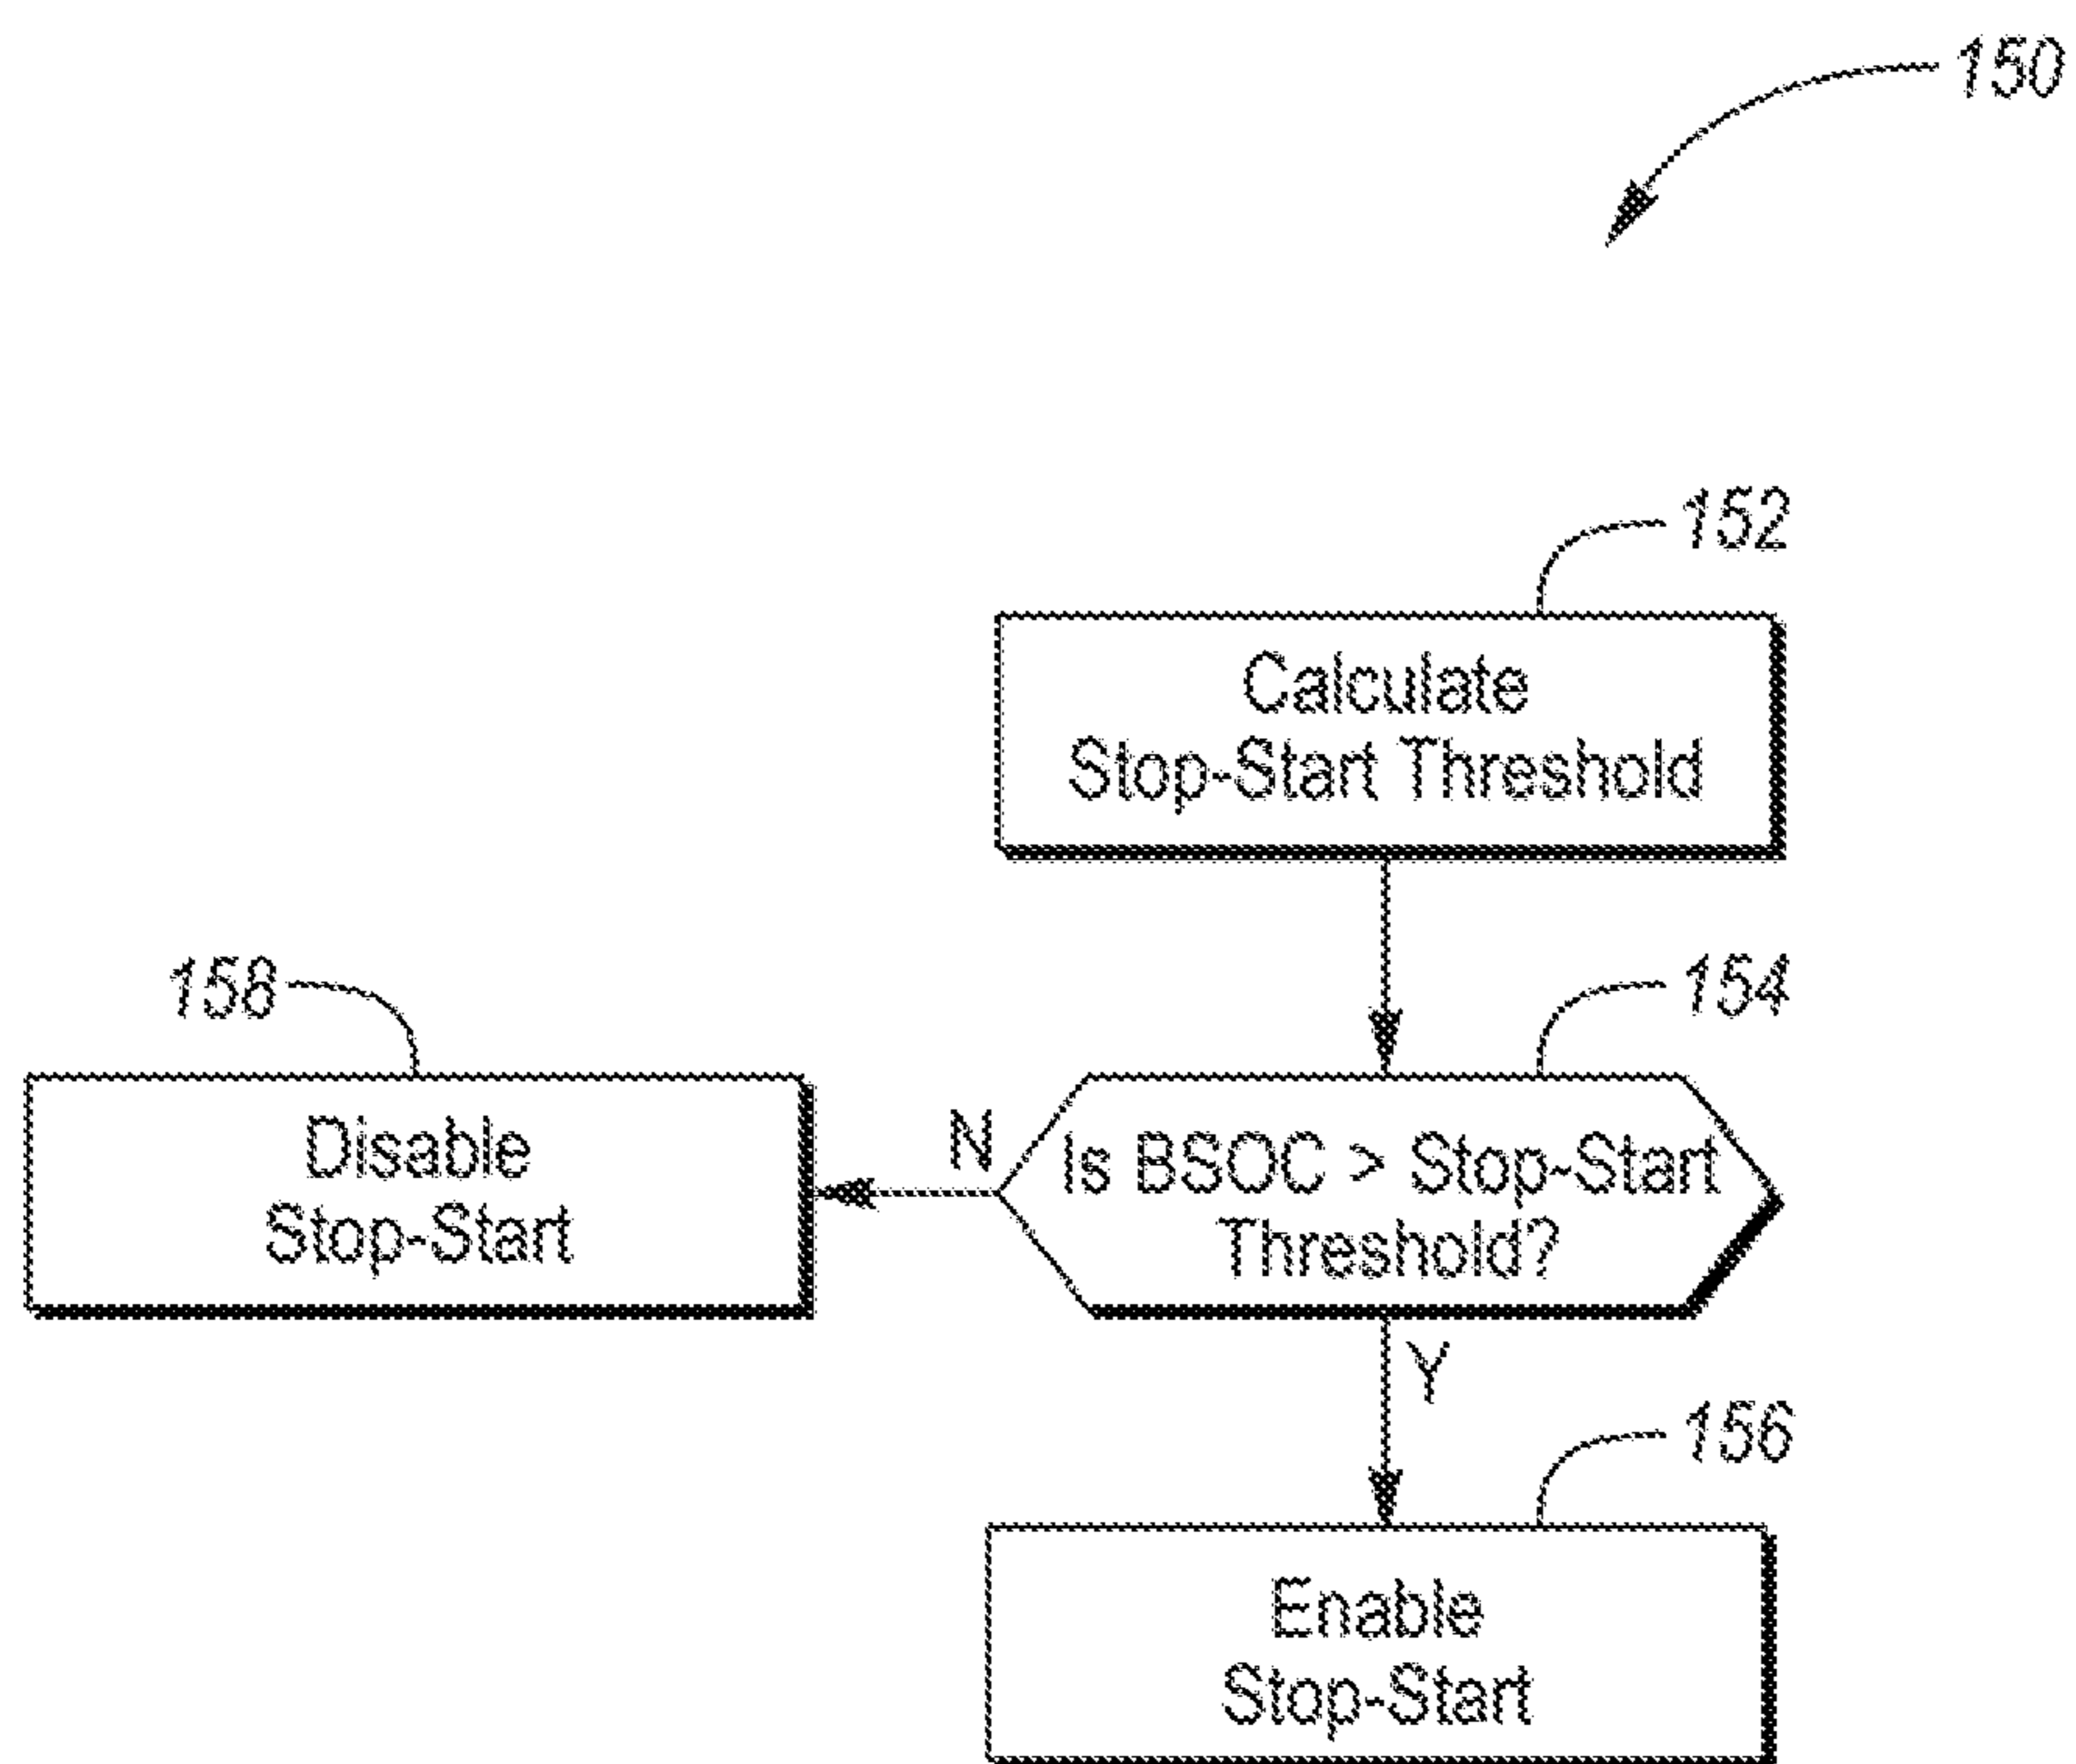 150
152
Calculate
Stop-Start Threshold
158
154
Disable
Stop-Start
N
Is BSOC > Stop-Start
Threshold?
Y
156
Enable
Stop-Start